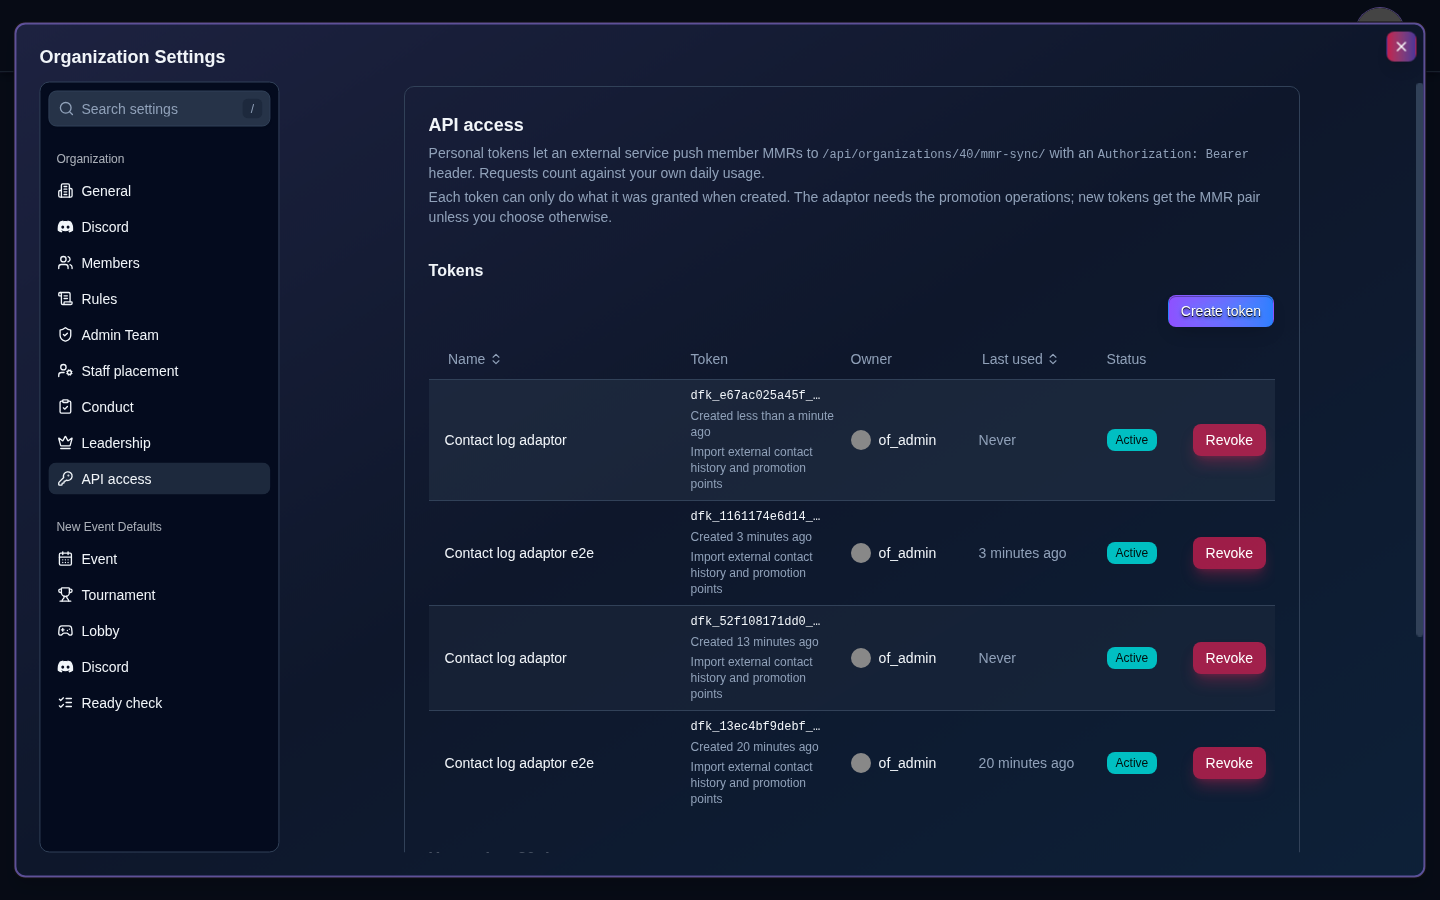 Organization Settings
Search settings /
Organization
General
Discord
Members
Rules
Admin Team
Staff placement
Conduct
Leadership
API access
New Event Defaults
Event
Tournament
Lobby
Discord
Ready check
API access
Personal tokens let an external service push member MMRs to /api/organizations/40/mmr-sync/ with an Authorization: Bearer
header. Requests count against your own daily usage.
Each token can only do what it was granted when created. The adaptor needs the promotion operations; new tokens get the MMR pair
unless you choose otherwise.
Tokens
Create token
Name Token Owner Last used Status
dfk_e67ac025a45f_…
Created less than a minute
ago
Import external contact
history and promotion
points
Contact log adaptor of_admin Never Active Revoke
dfk_1161174e6d14_…
Created 3 minutes ago
Import external contact
history and promotion
points
Contact log adaptor e2e of_admin 3 minutes ago Active Revoke
dfk_52f108171dd0_…
Created 13 minutes ago
Import external contact
history and promotion
points
Contact log adaptor of_admin Never Active Revoke
dfk_13ec4bf9debf_…
Created 20 minutes ago
Import external contact
history and promotion
points
Contact log adaptor e2e of_admin 20 minutes ago Active Revoke